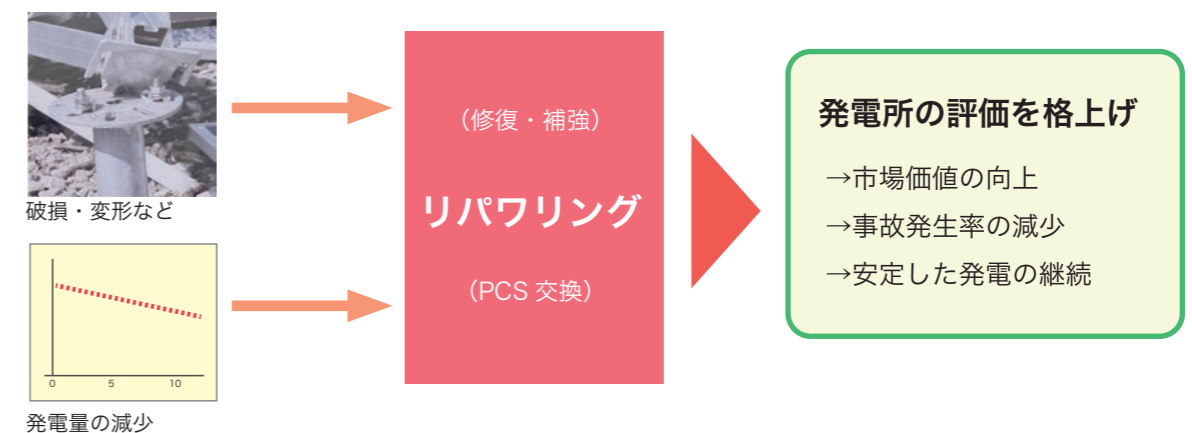 破損・変形など
0 5 10
発電量の減少
（修復・補強）
リパワリング
（PCS 交換）
発電所の評価を格上げ
→市場価値の向上
→事故発生率の減少
→安定した発電の継続